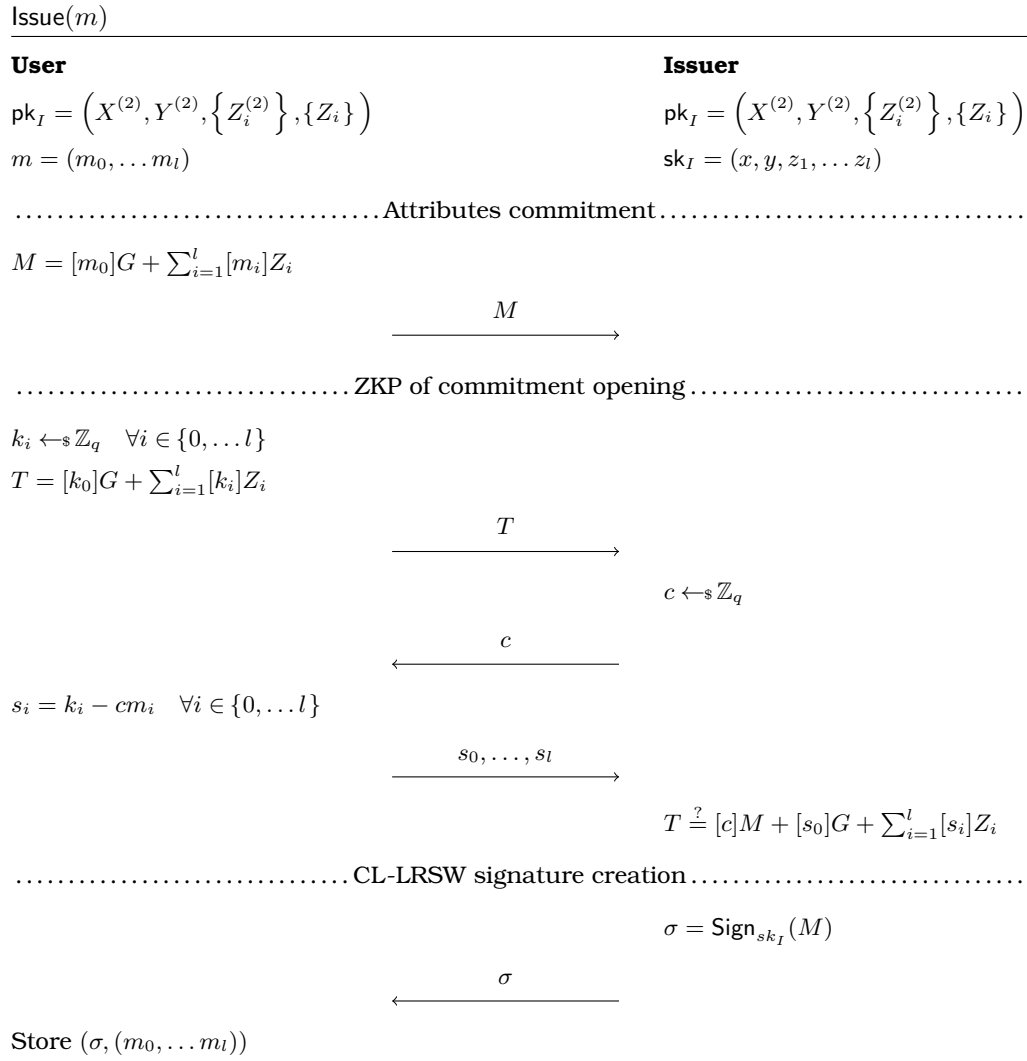 Issue(m)
User Issuer
pk_I = (X^(2), Y^(2), {Z_i^(2)}, {Z_i}) pk_I = (X^(2), Y^(2), {Z_i^(2)}, {Z_i})
m = (m_0, … m_l) sk_I = (x, y, z_1, … z_l)
Attributes commitment
M = [m_0]G + ∑_{i=1}^l [m_i]Z_i
M
ZKP of commitment opening
k_i ←$ ℤ_q ∀i ∈ {0, … l}
T = [k_0]G + ∑_{i=1}^l [k_i]Z_i
T
c ←$ ℤ_q
c
s_i = k_i − cm_i ∀i ∈ {0, … l}
s_0, …, s_l
T ≟ [c]M + [s_0]G + ∑_{i=1}^l [s_i]Z_i
CL-LRSW signature creation
σ = Sign_{sk_I}(M)
σ
Store (σ, (m_0, … m_l))